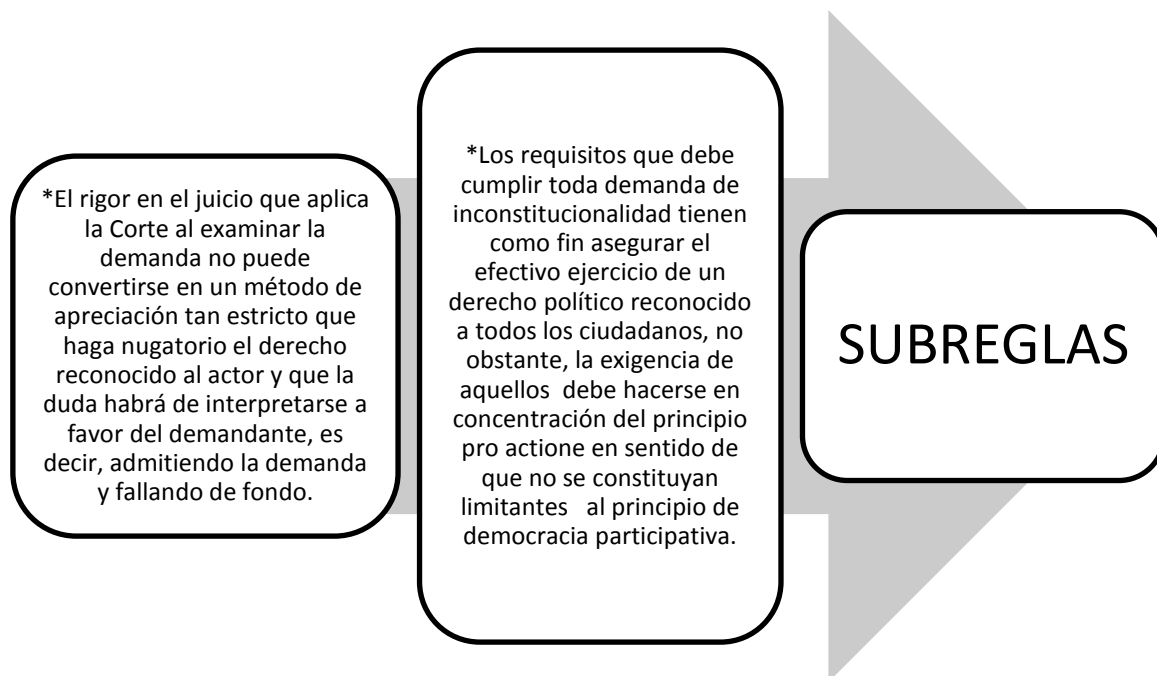 *El rigor en el juicio que aplica
la Corte al examinar la
demanda no puede
convertirse en un método de
apreciación tan estricto que
haga nugatorio el derecho
reconocido al actor y que la
duda habrá de interpretarse a
favor del demandante, es
decir, admitiendo la demanda
y fallando de fondo.
*Los requisitos que debe
cumplir toda demanda de
inconstitucionalidad tienen
como fin asegurar el
efectivo ejercicio de un
derecho político reconocido
a todos los ciudadanos, no
obstante, la exigencia de
aquellos debe hacerse en
concentración del principio
pro actione en sentido de
que no se constituyan
limitantes al principio de
democracia participativa.
SUBREGLAS